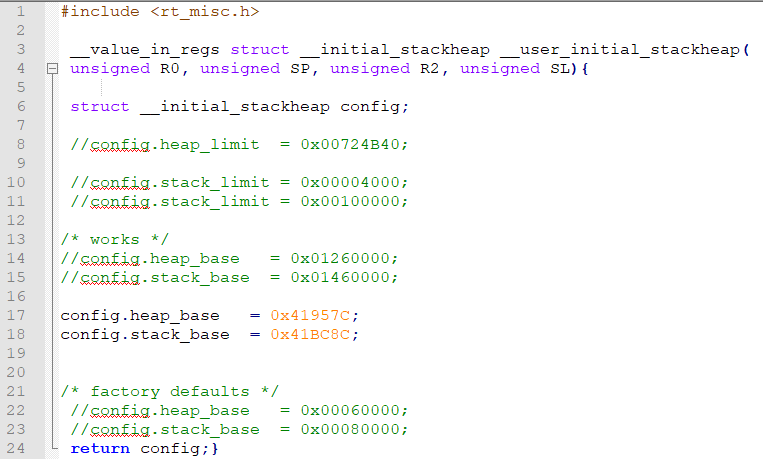 1 #include <rt_misc.h>
2
3 __value_in_regs struct __initial_stackheap __user_initial_stackheap(
4 unsigned R0, unsigned SP, unsigned R2, unsigned SL){
5
6 struct __initial_stackheap config;
7
8 //config.heap_limit  = 0x00724B40;
9
10 //config.stack_limit = 0x00004000;
11 //config.stack_limit = 0x00100000;
12
13 /* works */
14 //config.heap_base   = 0x01260000;
15 //config.stack_base  = 0x01460000;
16
17 config.heap_base   = 0x41957C;
18 config.stack_base  = 0x41BC8C;
19
20
21 /* factory defaults */
22 //config.heap_base   = 0x00060000;
23 //config.stack_base  = 0x00080000;
24 return config;}